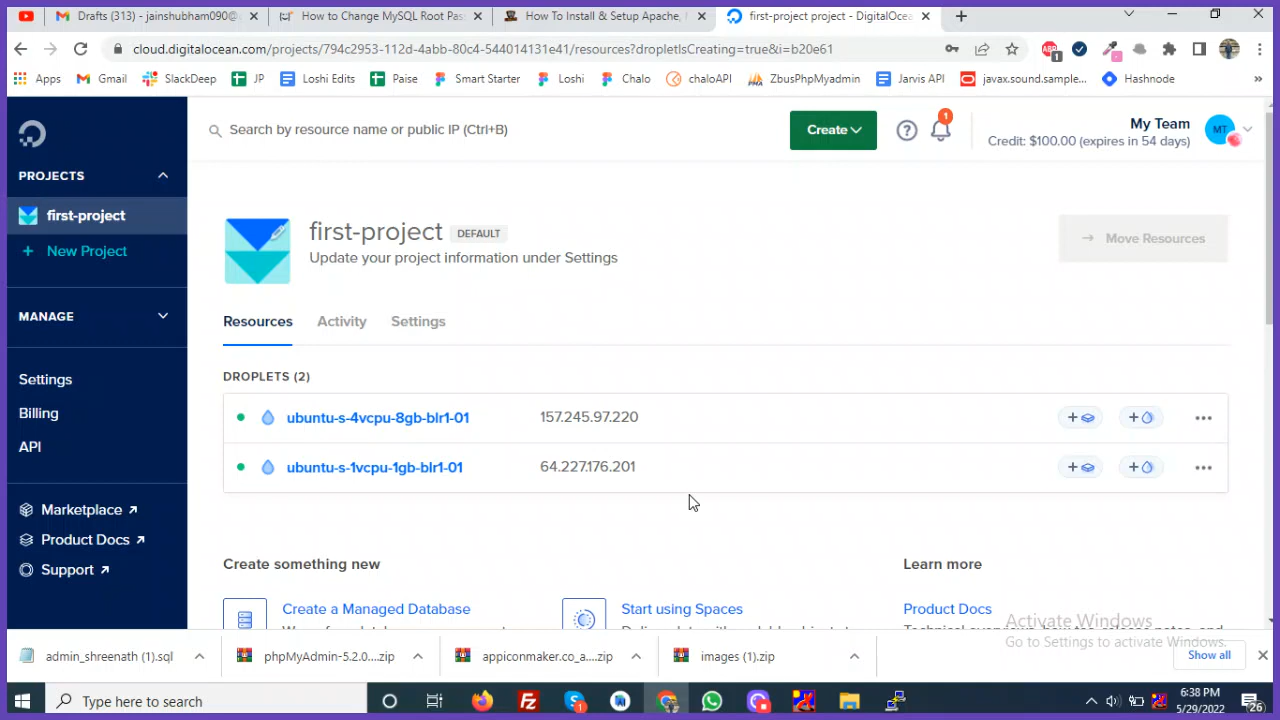 Drafts (313) - jainshubham090@
How to Change MySQL Root Pas
How To Install & Setup Apache,
first-project project - DigitalOcea
cloud.digitalocean.com/projects/794c2953-112d-4abb-80c4-544014131e41/resources?dropletIsCreating=true&i=b20e61
1
Apps
Gmail
SlackDeep
JP
Loshi Edits
Paise
Smart Starter
Loshi
Chalo
chaloAPI
ZbusPhpMyadmin
Jarvis API
javax.sound.sample...
Hashnode
»
PROJECTS
first-project
+ New Project
MANAGE
Settings
Billing
API
Marketplace ↗
Product Docs ↗
Support ↗
Search by resource name or public IP (Ctrl+B)
Create
?
1
My Team
Credit: $100.00 (expires in 54 days)
MT
first-project DEFAULT
Update your project information under Settings
→ Move Resources
Resources Activity Settings
DROPLETS (2)
ubuntu-s-4vcpu-8gb-blr1-01 157.245.97.220
ubuntu-s-1vcpu-1gb-blr1-01 64.227.176.201
Create something new
Learn more
Create a Managed Database
Start using Spaces
Product Docs
Activate Windows
Go to Settings to activate Windows.
admin_shreenath (1).sql
phpMyAdmin-5.2.0....zip
appiconmaker.co_a....zip
images (1).zip
Show all
Type here to search
6:38 PM
5/29/2022
26